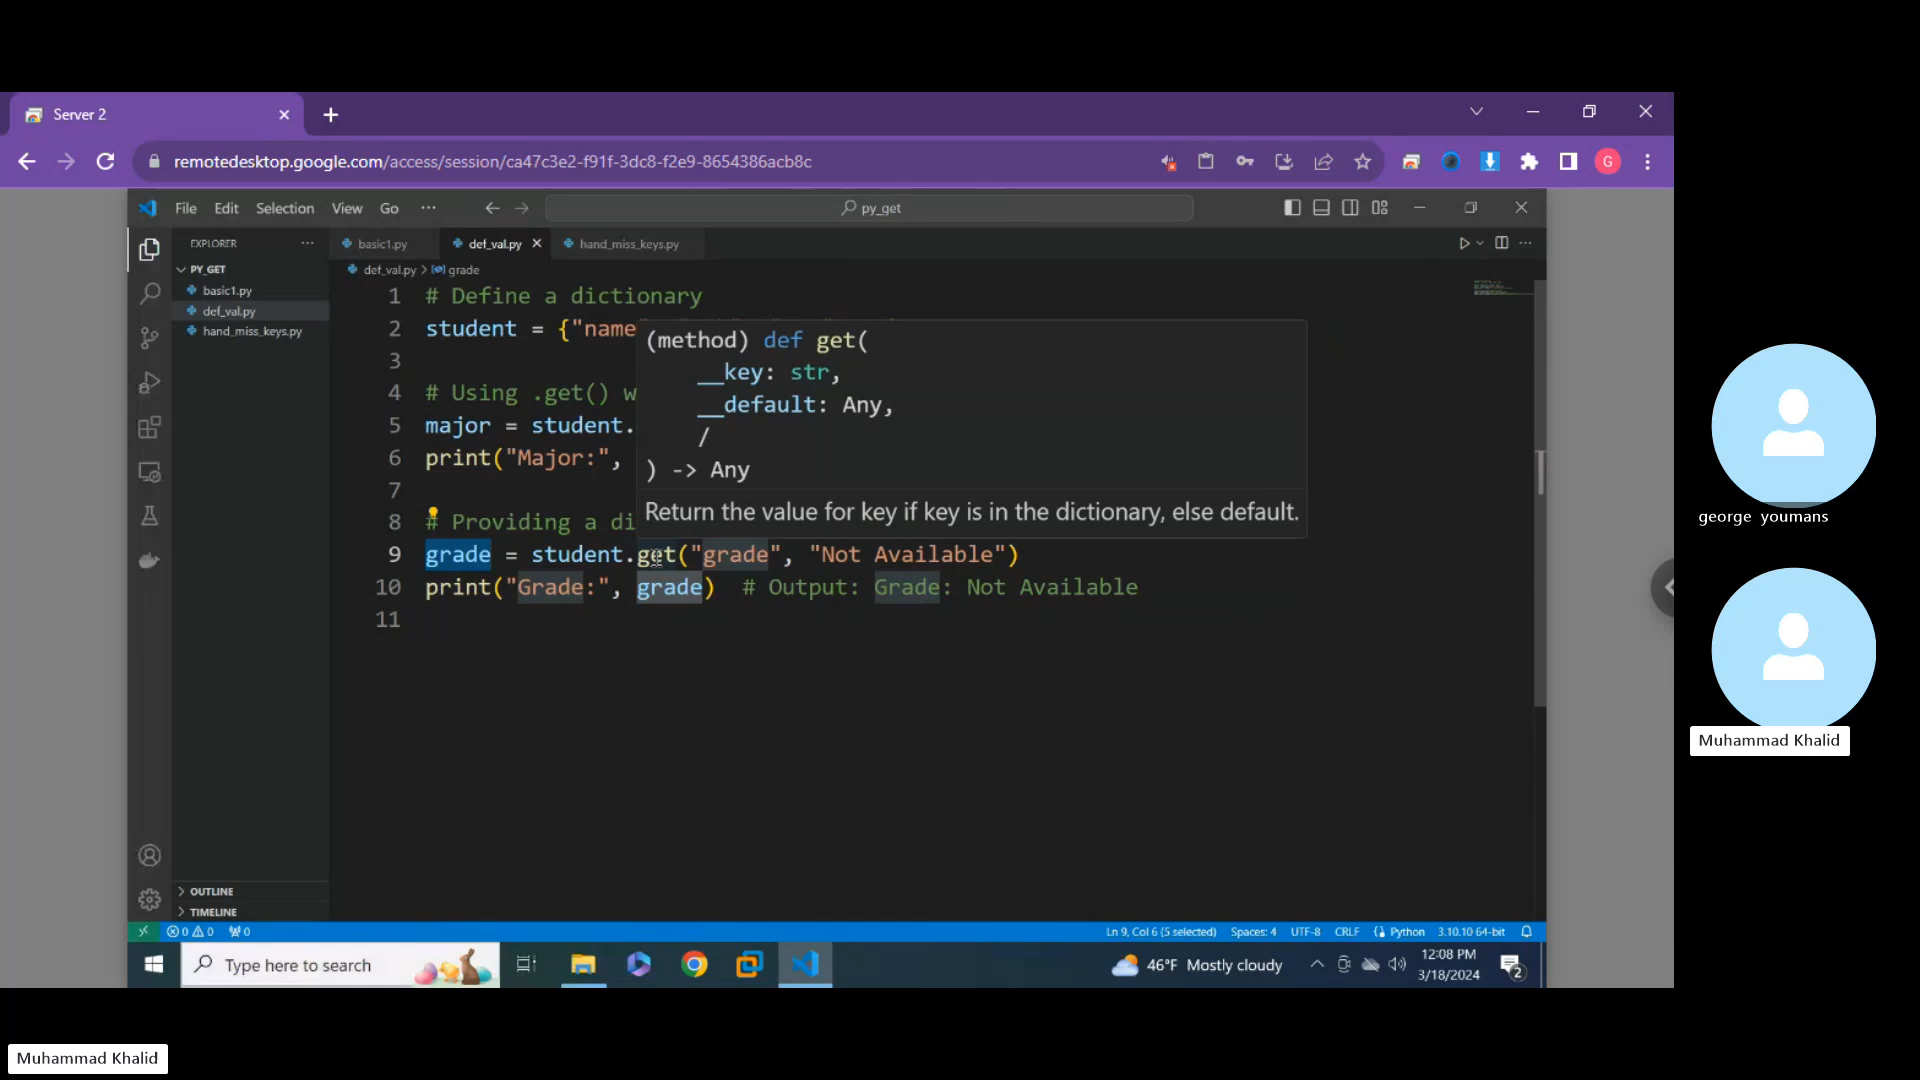 Server 2
remotedesktop.google.com/access/session/ca47c3e2-f91f-3dc8-f2e9-8654386acb8c
G
File Edit Selection View Go ···
py_get
EXPLORER
basic1.py
def_val.py
hand_miss_keys.py
PY_GET
basic1.py
def_val.py
hand_miss_keys.py
def_val.py > grade
1 # Define a dictionary
2 student = {"name
3
4 # Using .get() w
5 major = student.
6 print("Major:",
7
8 # Providing a di
9 grade = student.get("grade", "Not Available")
10 print("Grade:", grade)  # Output: Grade: Not Available
11
(method) def get(
__key: str,
__default: Any,
/
) -> Any
Return the value for key if key is in the dictionary, else default.
OUTLINE
TIMELINE
0 0 0
Ln 9, Col 6 (5 selected) Spaces: 4 UTF-8 CRLF Python 3.10.10 64-bit
Type here to search
46°F Mostly cloudy
12:08 PM
3/18/2024
2
george youmans
Muhammad Khalid
Muhammad Khalid